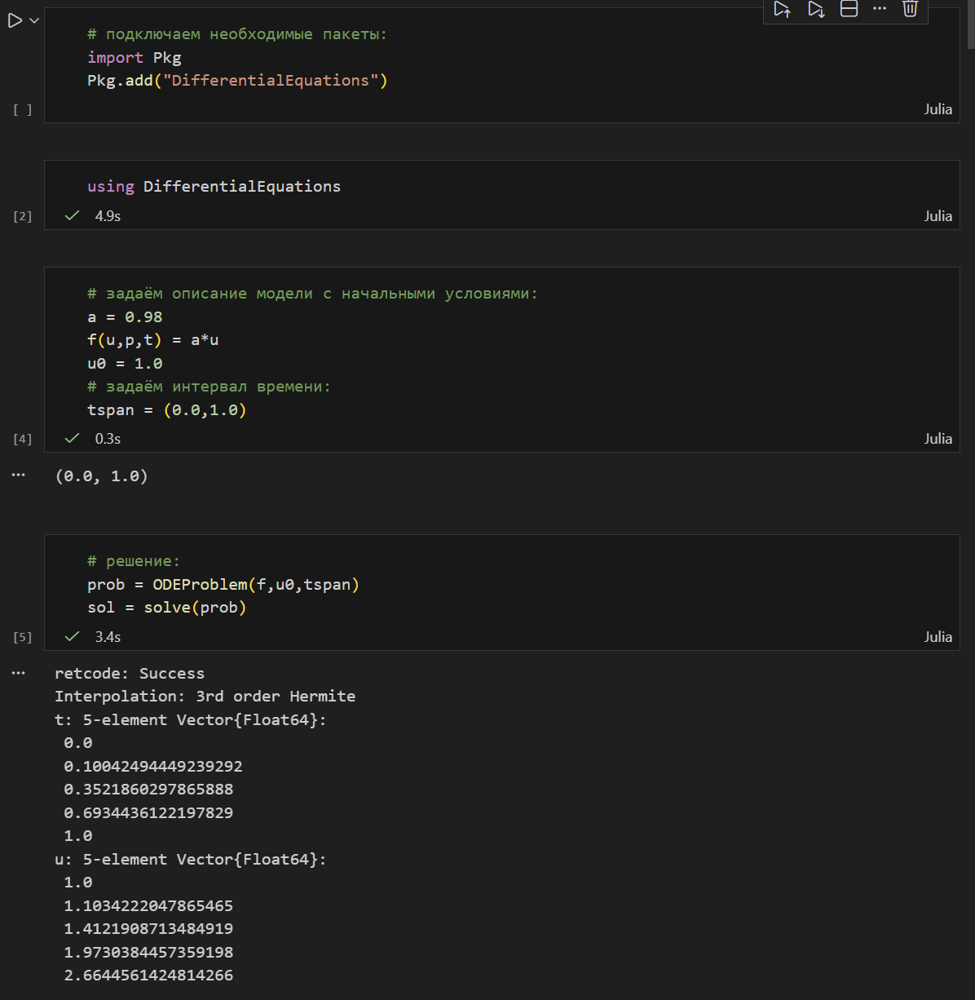 # подключаем необходимые пакеты:
import Pkg
Pkg.add("DifferentialEquations")
[ ]
Julia
using DifferentialEquations
[2]
4.9s
Julia
# задаём описание модели с начальными условиями:
a = 0.98
f(u,p,t) = a*u
u0 = 1.0
# задаём интервал времени:
tspan = (0.0,1.0)
[4]
0.3s
Julia
(0.0, 1.0)
# решение:
prob = ODEProblem(f,u0,tspan)
sol = solve(prob)
[5]
3.4s
Julia
retcode: Success
Interpolation: 3rd order Hermite
t: 5-element Vector{Float64}:
0.0
0.10042494449239292
0.3521860297865888
0.6934436122197829
1.0
u: 5-element Vector{Float64}:
1.0
1.1034222047865465
1.4121908713484919
1.9730384457359198
2.6644561424814266